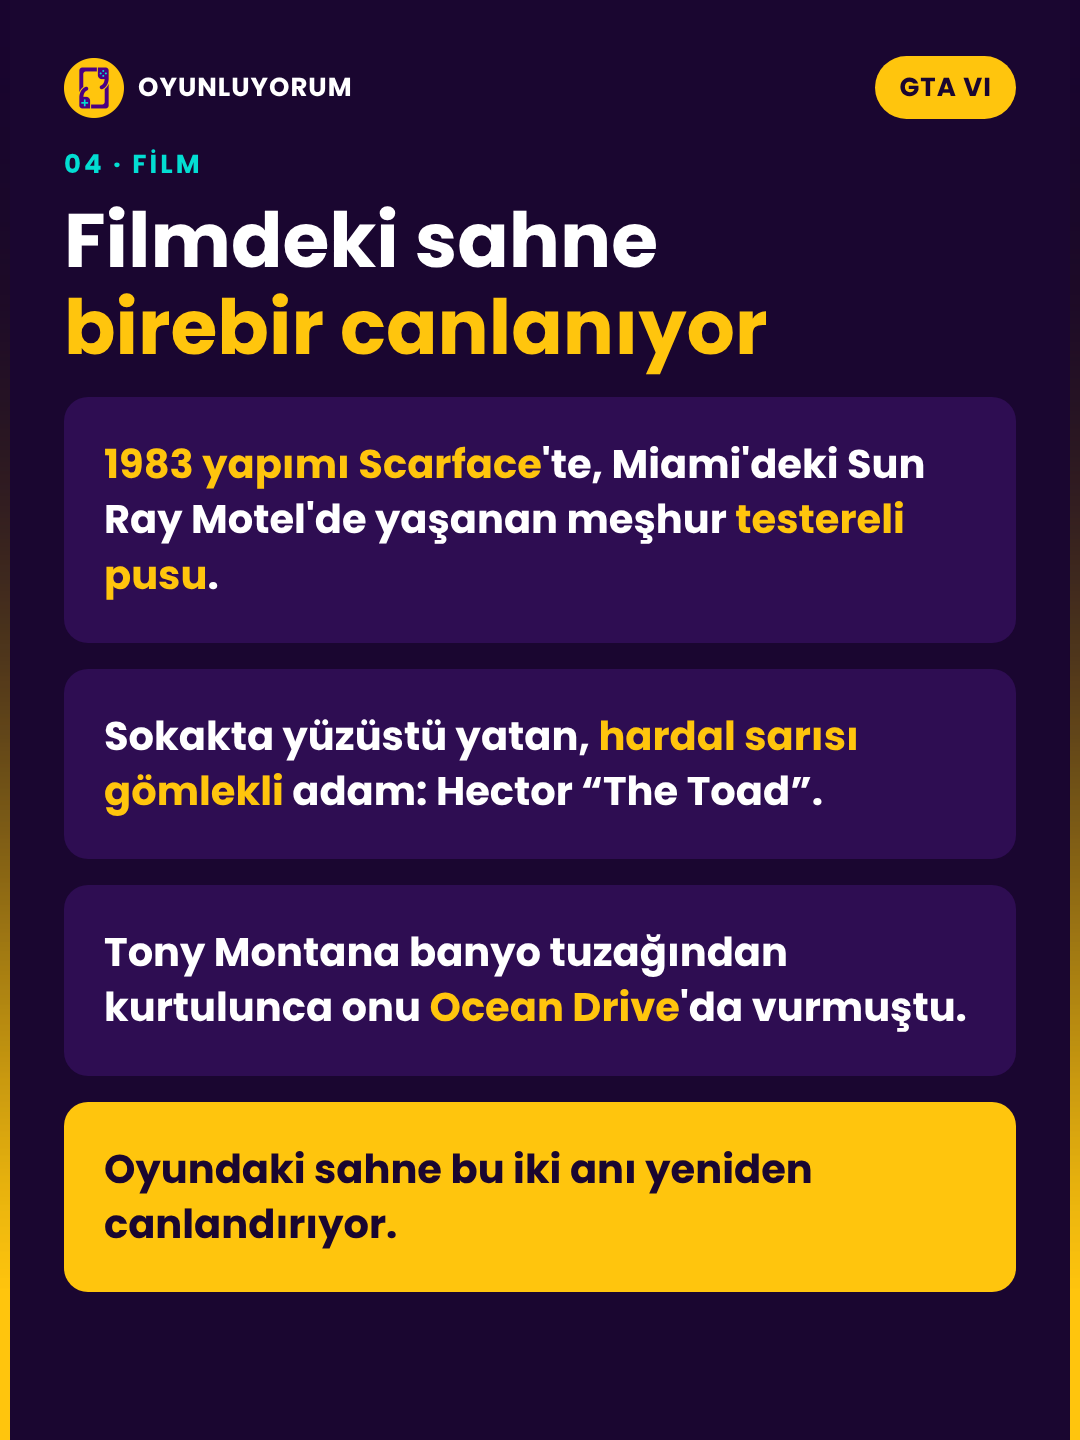 OYUNLUYORUM
GTA VI
04 · FİLM
Filmdeki sahne
birebir canlanıyor
1983 yapımı Scarface'te, Miami'deki Sun
Ray Motel'de yaşanan meşhur testereli
pusu.
Sokakta yüzüstü yatan, hardal sarısı
gömlekli adam: Hector “The Toad”.
Tony Montana banyo tuzağından
kurtulunca onu Ocean Drive'da vurmuştu.
Oyundaki sahne bu iki anı yeniden
canlandırıyor.